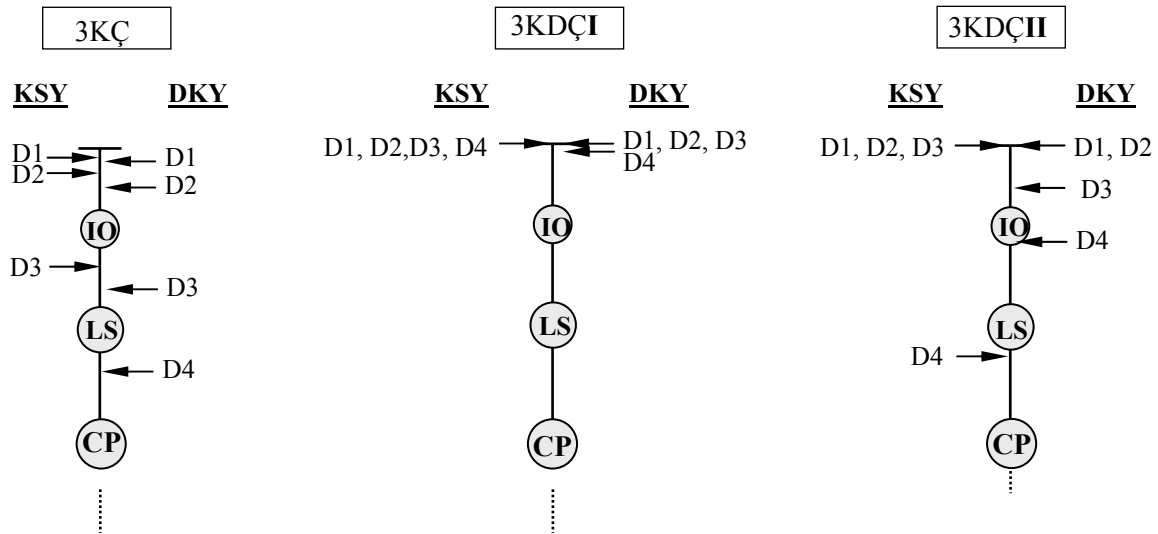 3KÇ
KSY DKY
D1
D2
D1
D2
IO
D3
D3
LS
D4
CP
3KDÇI
KSY DKY
D1, D2,D3, D4
D1, D2, D3
D4
IO
LS
CP
3KDÇII
KSY DKY
D1, D2, D3
D1, D2
D3
IO
D4
LS
D4
CP